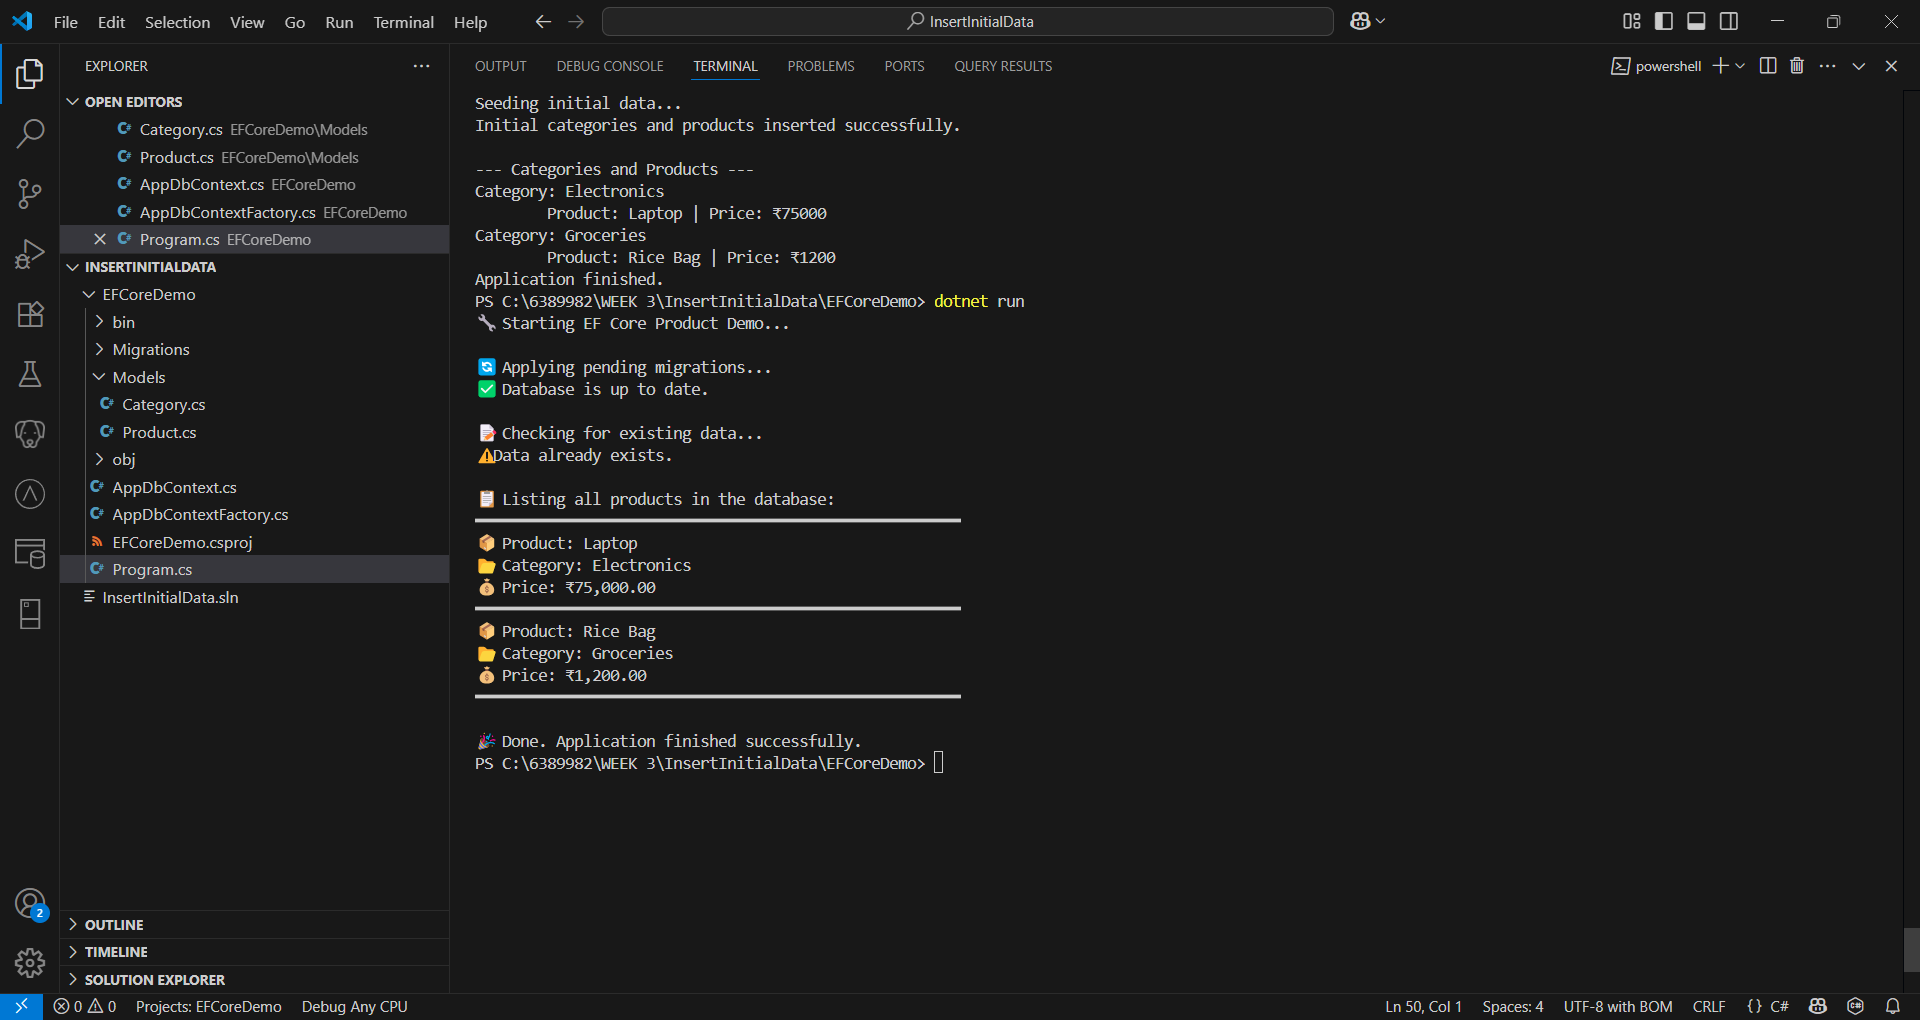 File Edit Selection View Go Run Terminal Help
InsertInitialData
EXPLORER
OPEN EDITORS
Category.cs EFCoreDemo\Models
Product.cs EFCoreDemo\Models
AppDbContext.cs EFCoreDemo
AppDbContextFactory.cs EFCoreDemo
Program.cs EFCoreDemo
INSERTINITIALDATA
EFCoreDemo
bin
Migrations
Models
Category.cs
Product.cs
obj
AppDbContext.cs
AppDbContextFactory.cs
EFCoreDemo.csproj
Program.cs
InsertInitialData.sln
OUTLINE
TIMELINE
SOLUTION EXPLORER
2
OUTPUT DEBUG CONSOLE TERMINAL PROBLEMS PORTS QUERY RESULTS
powershell
Seeding initial data...
Initial categories and products inserted successfully.
--- Categories and Products ---
Category: Electronics
Product: Laptop | Price: ₹75000
Category: Groceries
Product: Rice Bag | Price: ₹1200
Application finished.
PS C:\6389982\WEEK 3\InsertInitialData\EFCoreDemo> dotnet run
🔧 Starting EF Core Product Demo...
🔄 Applying pending migrations...
✅ Database is up to date.
📝 Checking for existing data...
⚠️Data already exists.
📋 Listing all products in the database:
📦 Product: Laptop
📂 Category: Electronics
💰 Price: ₹75,000.00
📦 Product: Rice Bag
📂 Category: Groceries
💰 Price: ₹1,200.00
🎉 Done. Application finished successfully.
PS C:\6389982\WEEK 3\InsertInitialData\EFCoreDemo>
0 0 Projects: EFCoreDemo Debug Any CPU
Ln 50, Col 1 Spaces: 4 UTF-8 with BOM CRLF {} C#